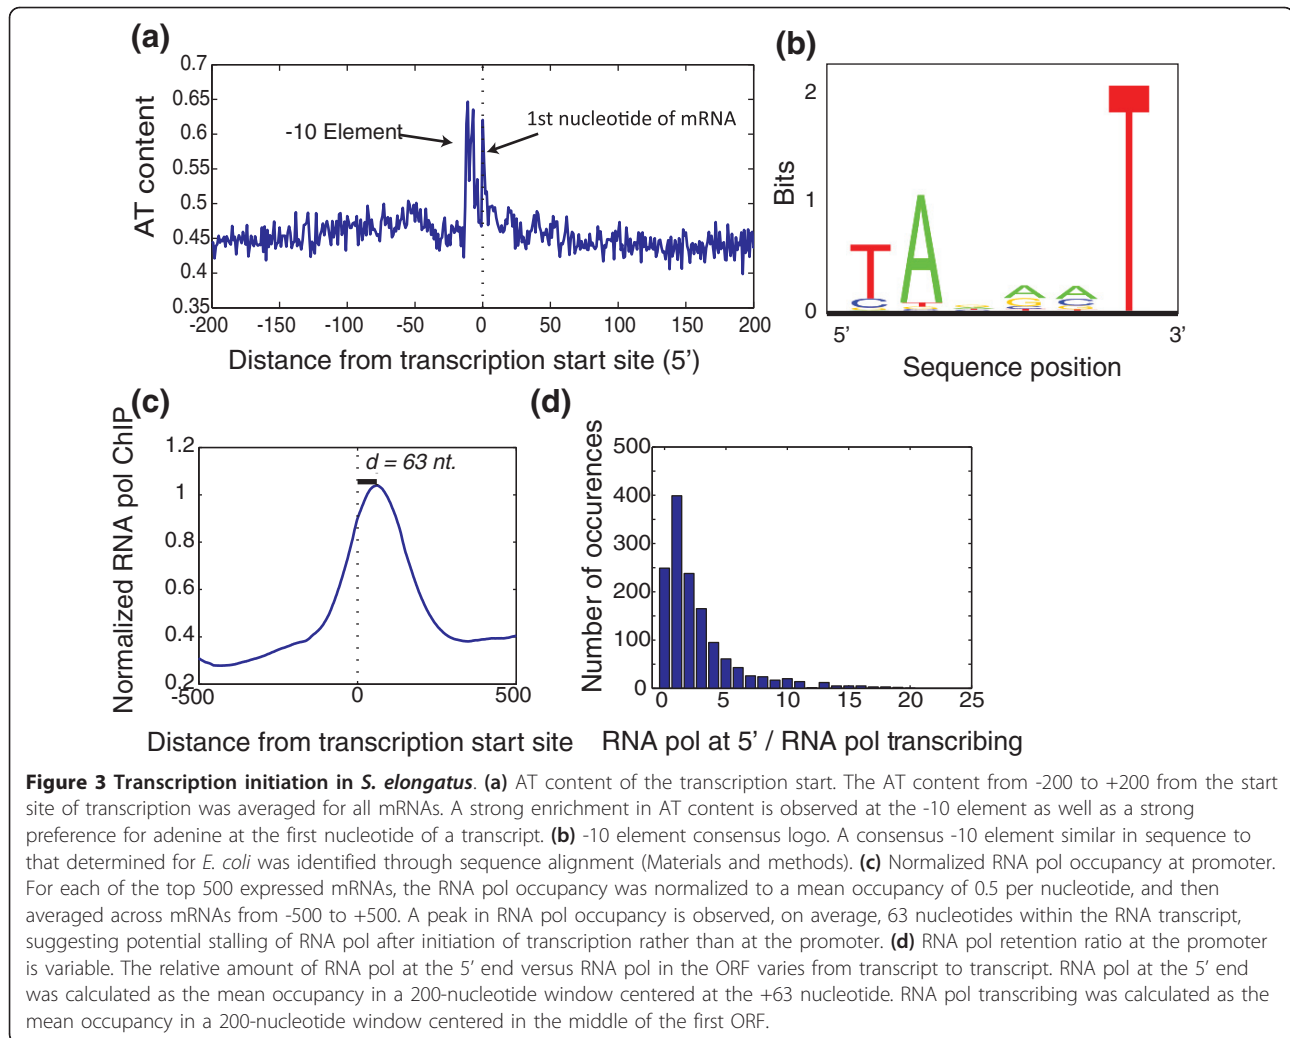 (a)
0.7
0.65
0.6
0.55
0.5
0.45
0.4
0.35
AT content
-10 Element
1st nucleotide of mRNA
-200 -150 -100 -50 0 50 100 150 200
Distance from transcription start site (5')
(b)
2
1
0
Bits
T C A T A G A C T
5' 3'
Sequence position
(c)
1.2
1
0.8
0.6
0.4
0.2
Normalized RNA pol ChIP
d = 63 nt.
-500 0 500
Distance from transcription start site
(d)
500
400
300
200
100
0
Number of occurences
0 5 10 15 20 25
RNA pol at 5' / RNA pol transcribing
Figure 3 Transcription initiation in S. elongatus. (a) AT content of the transcription start. The AT content from -200 to +200 from the start
site of transcription was averaged for all mRNAs. A strong enrichment in AT content is observed at the -10 element as well as a strong
preference for adenine at the first nucleotide of a transcript. (b) -10 element consensus logo. A consensus -10 element similar in sequence to
that determined for E. coli was identified through sequence alignment (Materials and methods). (c) Normalized RNA pol occupancy at promoter.
For each of the top 500 expressed mRNAs, the RNA pol occupancy was normalized to a mean occupancy of 0.5 per nucleotide, and then
averaged across mRNAs from -500 to +500. A peak in RNA pol occupancy is observed, on average, 63 nucleotides within the RNA transcript,
suggesting potential stalling of RNA pol after initiation of transcription rather than at the promoter. (d) RNA pol retention ratio at the promoter
is variable. The relative amount of RNA pol at the 5' end versus RNA pol in the ORF varies from transcript to transcript. RNA pol at the 5' end
was calculated as the mean occupancy in a 200-nucleotide window centered at the +63 nucleotide. RNA pol transcribing was calculated as the
mean occupancy in a 200-nucleotide window centered in the middle of the first ORF.